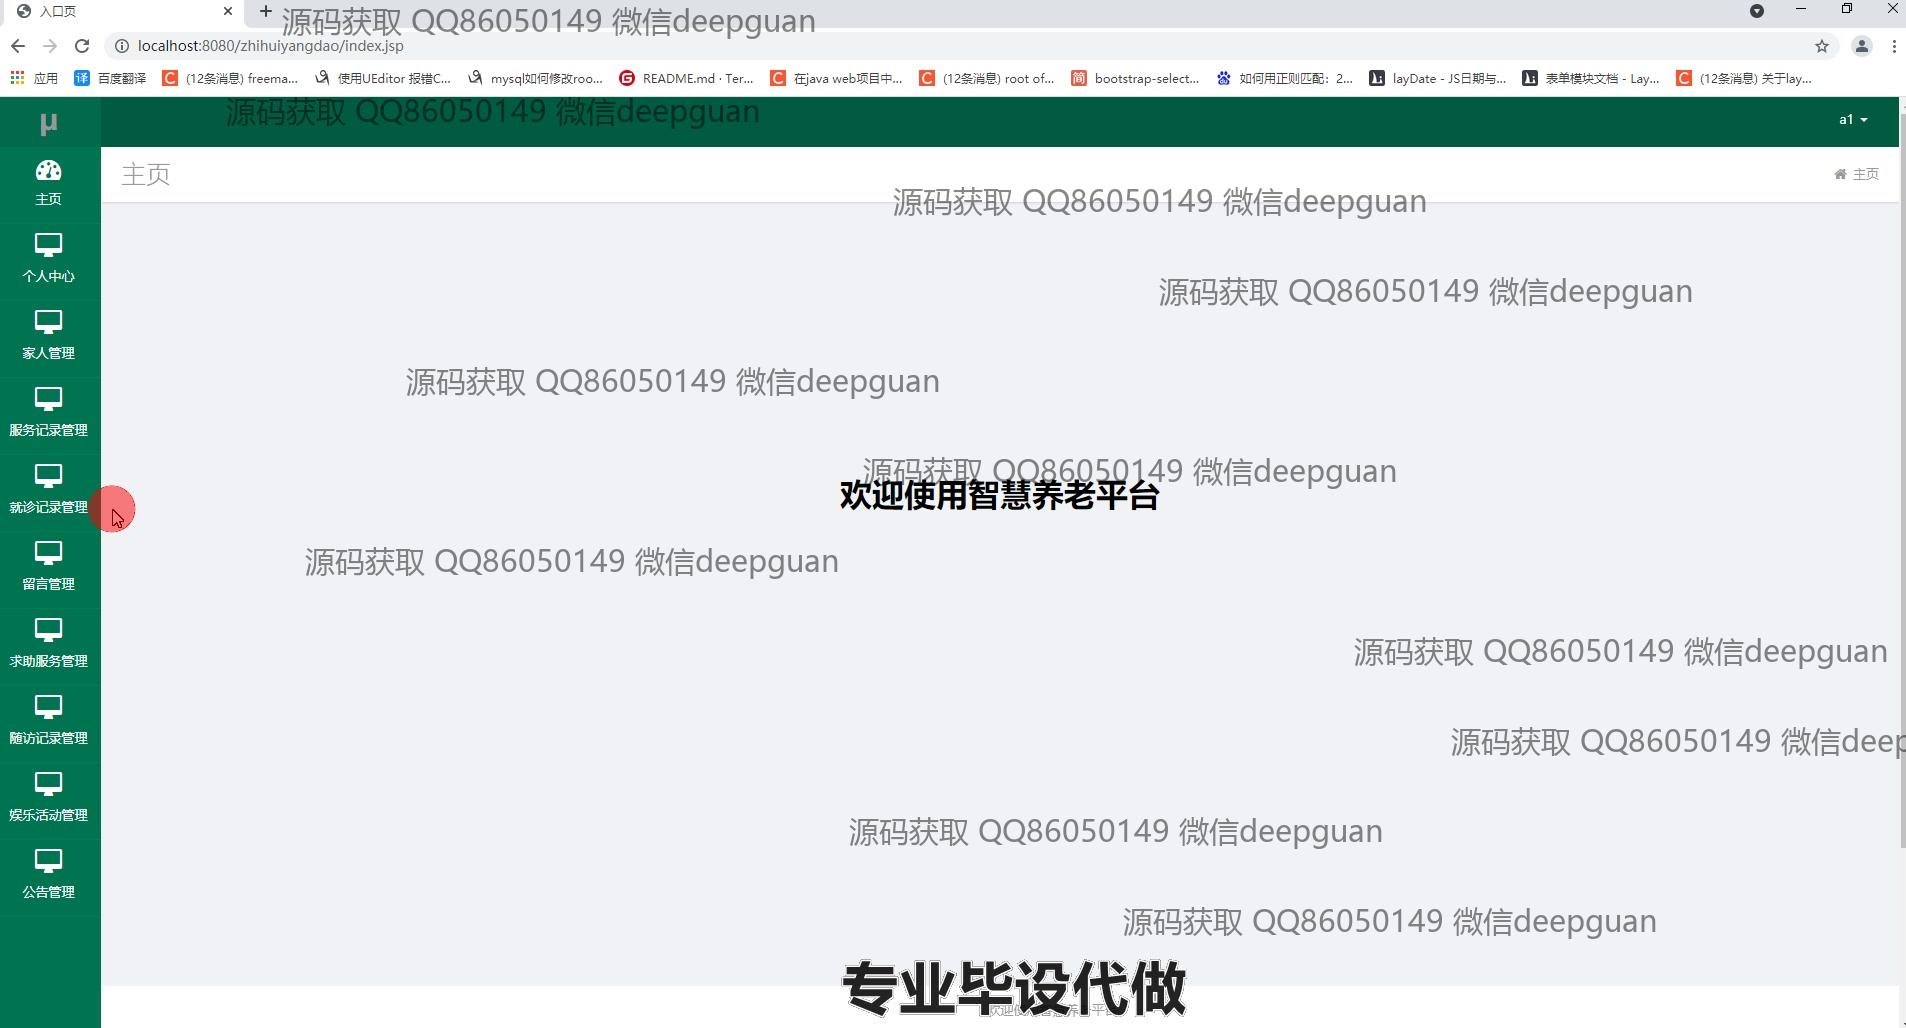 入口页
源码获取 QQ86050149 微信deepguan
localhost:8080/zhihuiyangdao/index.jsp
应用 百度翻译 (12条消息) freema... 使用UEditor 报错C... mysql如何修改roo... README.md · Ter... 在java web项目中... (12条消息) root of... bootstrap-select... 如何用正则匹配：2... layDate - JS日期与... 表单模块文档 - Lay... (12条消息) 关于lay...
源码获取 QQ86050149 微信deepguan
μ
a1
主页
主页
主页
源码获取 QQ86050149 微信deepguan
个人中心
源码获取 QQ86050149 微信deepguan
家人管理
源码获取 QQ86050149 微信deepguan
服务记录管理
源码获取 QQ86050149 微信deepguan
欢迎使用智慧养老平台
就诊记录管理
源码获取 QQ86050149 微信deepguan
留言管理
源码获取 QQ86050149 微信deepguan
求助服务管理
源码获取 QQ86050149 微信deep
随访记录管理
娱乐活动管理
源码获取 QQ86050149 微信deepguan
公告管理
源码获取 QQ86050149 微信deepguan
专业毕设代做